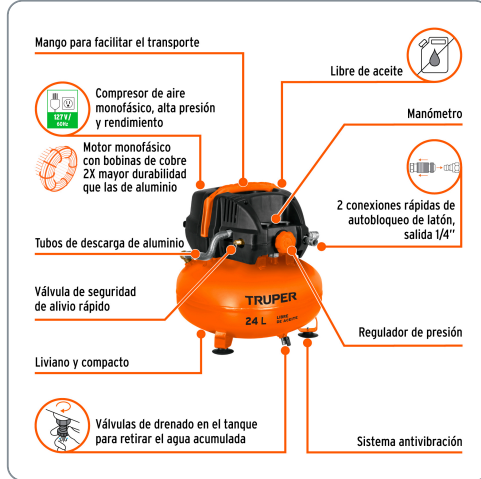 Mango para facilitar el transporte
Libre de aceite
127 V/
60Hz
Compresor de aire
monofásico, alta presión
y rendimiento
Manómetro
Motor monofásico
con bobinas de cobre
2X mayor durabilidad
que las de aluminio
2 conexiones rápidas de
autobloqueo de latón,
salida 1/4"
Tubos de descarga de aluminio
Válvula de seguridad
de alivio rápido
TRUPER
24 L
LIBRE
DE ACEITE
Regulador de presión
Liviano y compacto
Válvulas de drenado en el tanque
para retirar el agua acumulada
Sistema antivibración